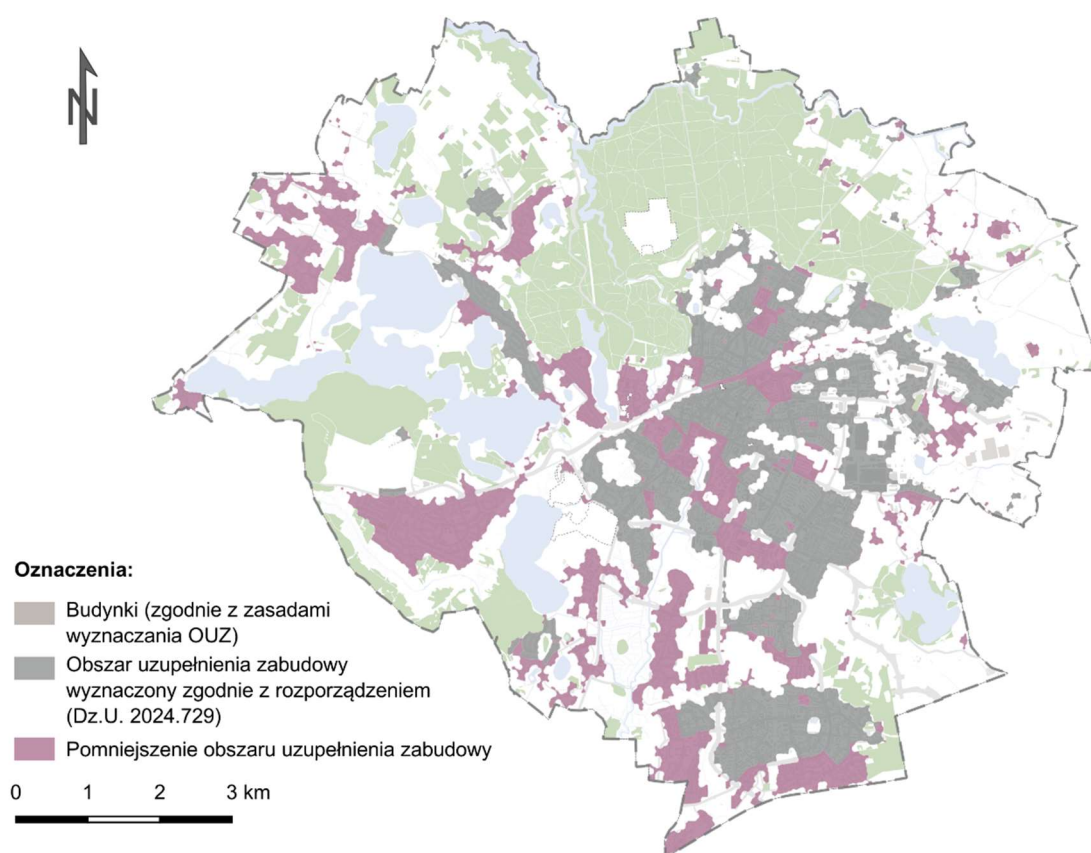 N
Oznaczenia:
Budynki (zgodnie z zasadami
wyznaczania OUZ)
Obszar uzupełnienia zabudowy
wyznaczony zgodnie z rozporządzeniem
(Dz.U. 2024.729)
Pomniejszenie obszaru uzupełnienia zabudowy
0 1 2 3 km